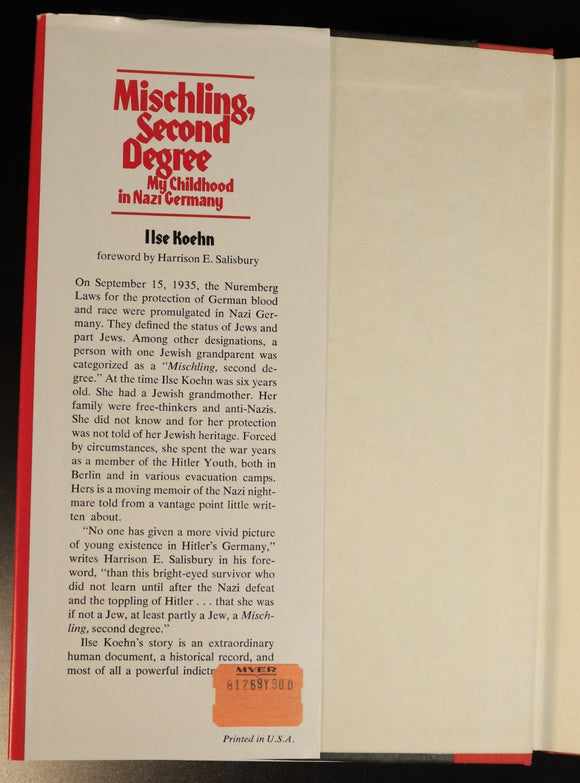 Mischling,
Second
Degree
My Childhood
in Nazi Germany
Ilse Koehn
foreword by Harrison E. Salisbury
On September 15, 1935, the Nuremberg
Laws for the protection of German blood
and race were promulgated in Nazi Ger-
many. They defined the status of Jews and
part Jews. Among other designations, a
person with one Jewish grandparent was
categorized as a "Mischling, second de-
gree." At the time Ilse Koehn was six years
old. She had a Jewish grandmother. Her
family were free-thinkers and anti-Nazis.
She did not know and for her protection
was not told of her Jewish heritage. Forced
by circumstances, she spent the war years
as a member of the Hitler Youth, both in
Berlin and in various evacuation camps.
Hers is a moving memoir of the Nazi night-
mare told from a vantage point little writ-
ten about.
"No one has given a more vivid picture
of young existence in Hitler's Germany,"
writes Harrison E. Salisbury in his fore-
word, "than this bright-eyed survivor who
did not learn until after the Nazi defeat
and the toppling of Hitler . . . that she was
if not a Jew, at least partly a Jew, a Misch-
ling, second degree."
Ilse Koehn's story is an extraordinary
human document, a historical record, and
most of all a powerful
MYER
81269Y900
Printed in U.S.A.